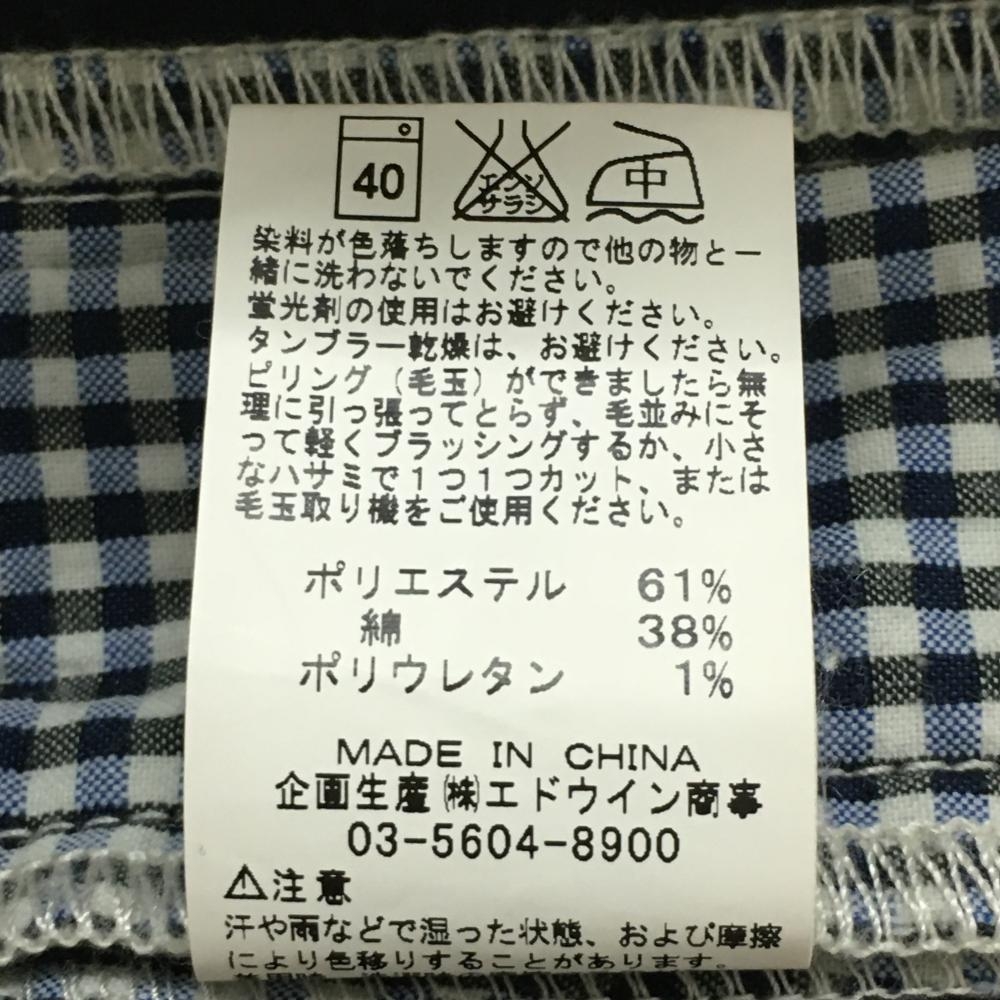 40
エンソ
サラシ
中
染料が色落ちしますので他の物と一
緒に洗わないでください。
蛍光剤の使用はお避けください。
タンブラー乾燥は、お避けください。
ピリング（毛玉）ができましたら無
理に引っ張ってとらず、毛並みにそ
って軽くブラッシングするか、小さ
なハサミで１つ１つカット、または
毛玉取り機をご使用ください。
ポリエステル 61%
綿 38%
ポリウレタン 1%
MADE IN CHINA
企画生産㈱エドウイン商事
03-5604-8900
⚠注意
汗や雨などで湿った状態、および摩擦
により色移りすることがあります。